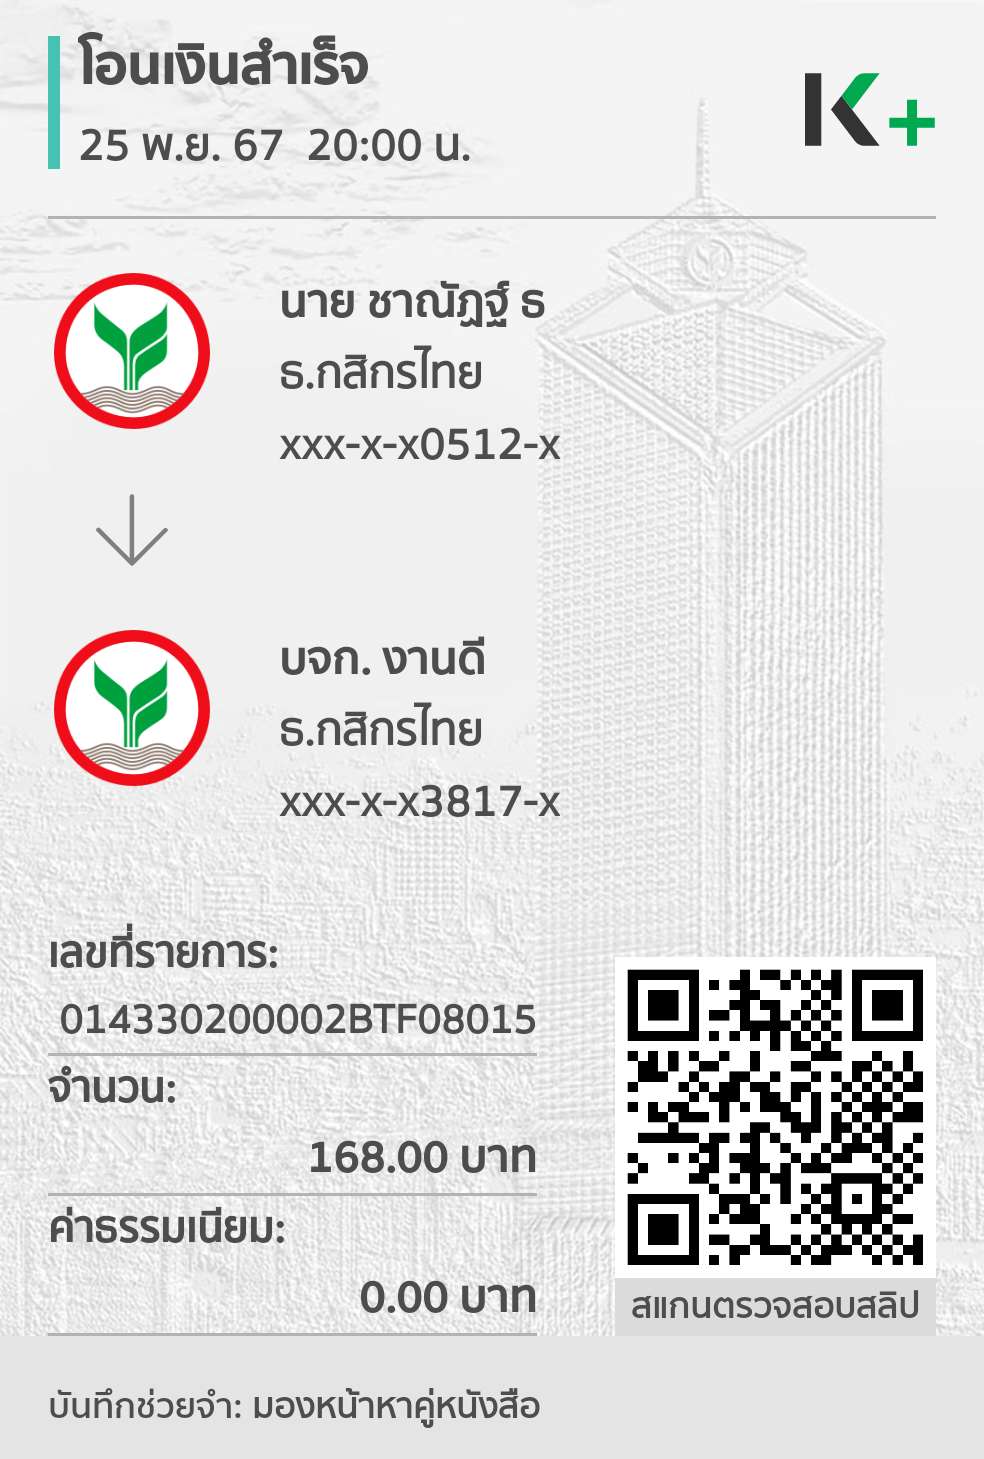 โอนเงินสำเร็จ
25 พ.ย. 67 20:00 น.
K+
นาย ชาณัฏฐ์ ธ
ธ.กสิกรไทย
xxx-x-x0512-x
บจก. งานดี
ธ.กสิกรไทย
xxx-x-x3817-x
เลขที่รายการ:
014330200002BTF08015
จำนวน:
168.00 บาท
ค่าธรรมเนียม:
0.00 บาท
สแกนตรวจสอบสลิป
บันทึกช่วยจำ: มองหน้าหาคู่หนังสือ